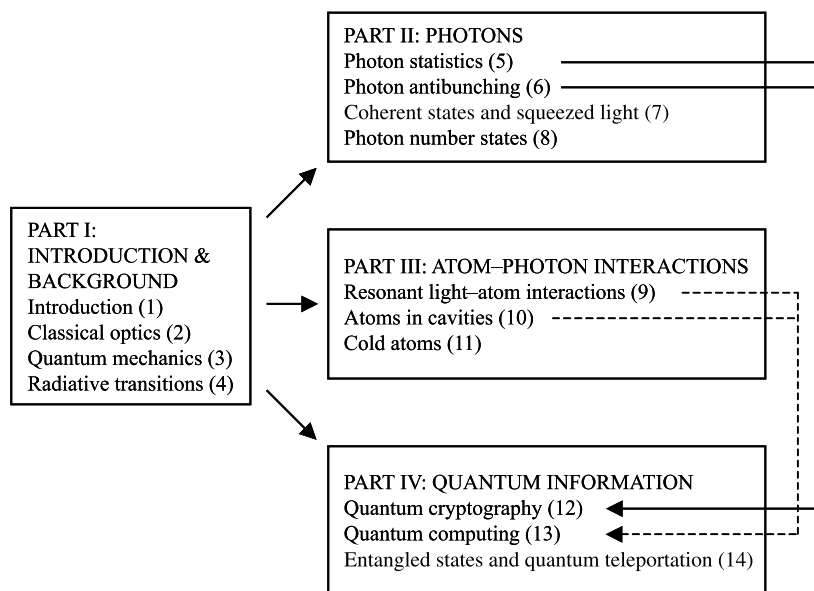 PART II: PHOTONS
Photon statistics (5)
Photon antibunching (6)
Coherent states and squeezed light (7)
Photon number states (8)
PART I:
INTRODUCTION &
BACKGROUND
Introduction (1)
Classical optics (2)
Quantum mechanics (3)
Radiative transitions (4)
PART III: ATOM–PHOTON INTERACTIONS
Resonant light–atom interactions (9)
Atoms in cavities (10)
Cold atoms (11)
PART IV: QUANTUM INFORMATION
Quantum cryptography (12)
Quantum computing (13)
Entangled states and quantum teleportation (14)